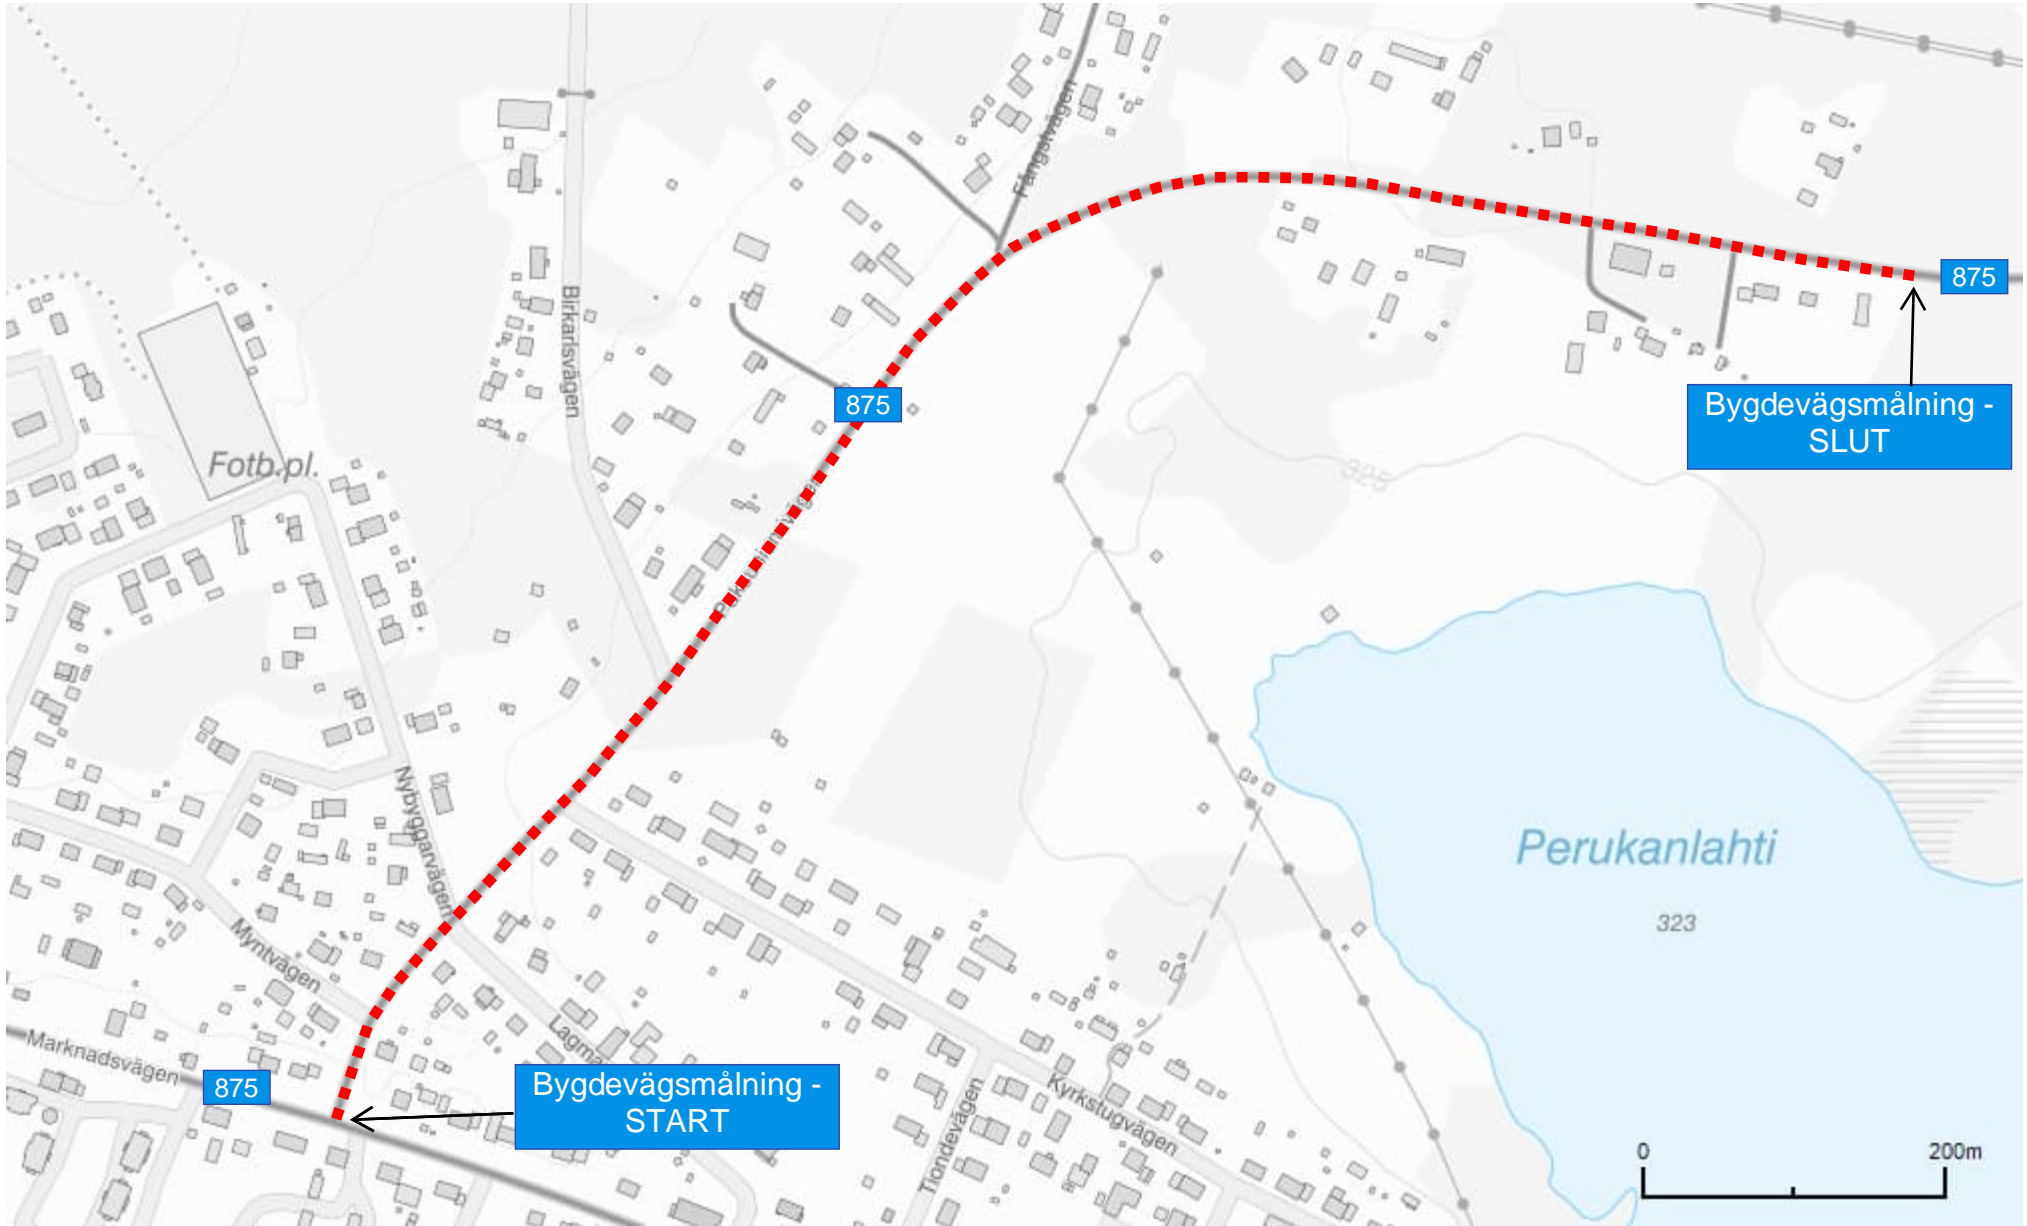 Fångstvägen
875
Birkarlsvägen
875
Bygdevägsmålning -
SLUT
Fotb.pl.
325
Perukanlahti
323
Nybyggarvägen
Myntvägen
Marknadsvägen
875
Bygdevägsmålning -
START
Kyrkstugvägen
Tiondevägen
0
200m